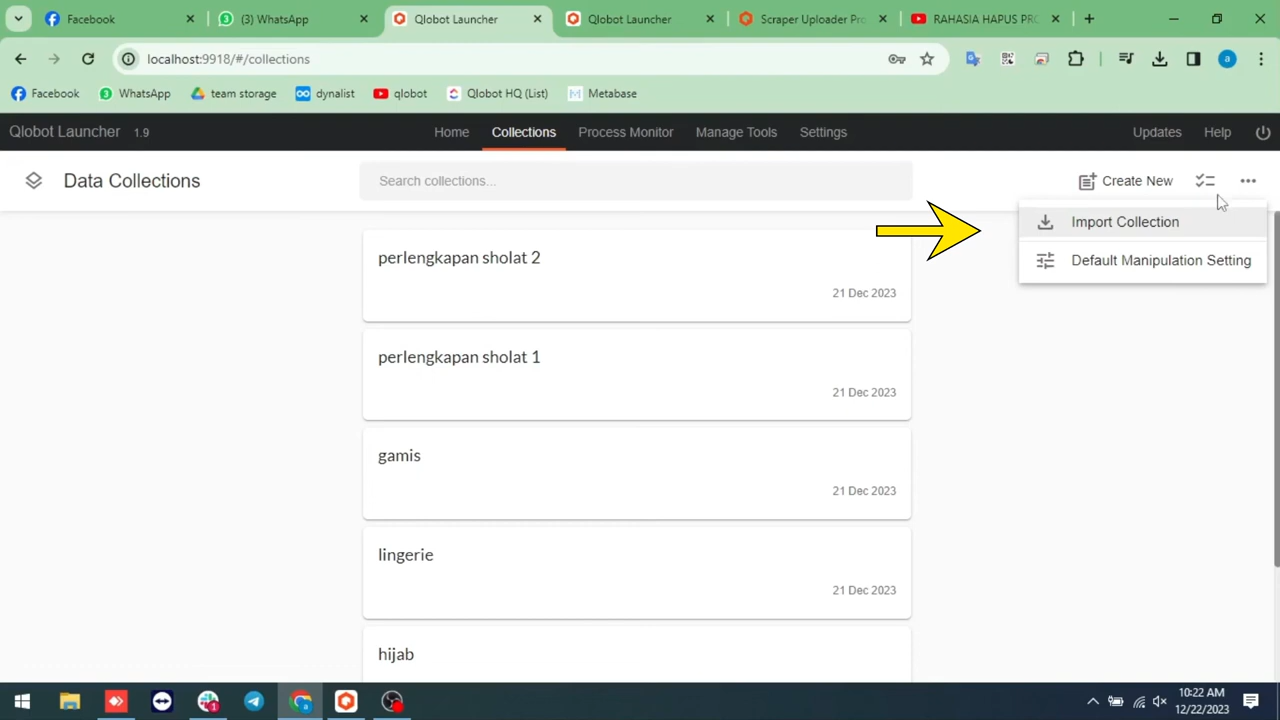 Facebook
(3) WhatsApp
Qlobot Launcher
Qlobot Launcher
Scraper Uploader Pro
RAHASIA HAPUS PRO
localhost:9918/#/collections
a
Facebook
WhatsApp
team storage
dynalist
qlobot
Qlobot HQ (List)
Metabase
Qlobot Launcher 1.9
Home
Collections
Process Monitor
Manage Tools
Settings
Updates
Help
Data Collections
Search collections...
Create New
Import Collection
Default Manipulation Setting
perlengkapan sholat 2
21 Dec 2023
perlengkapan sholat 1
21 Dec 2023
gamis
21 Dec 2023
lingerie
21 Dec 2023
hijab
10:22 AM
12/22/2023